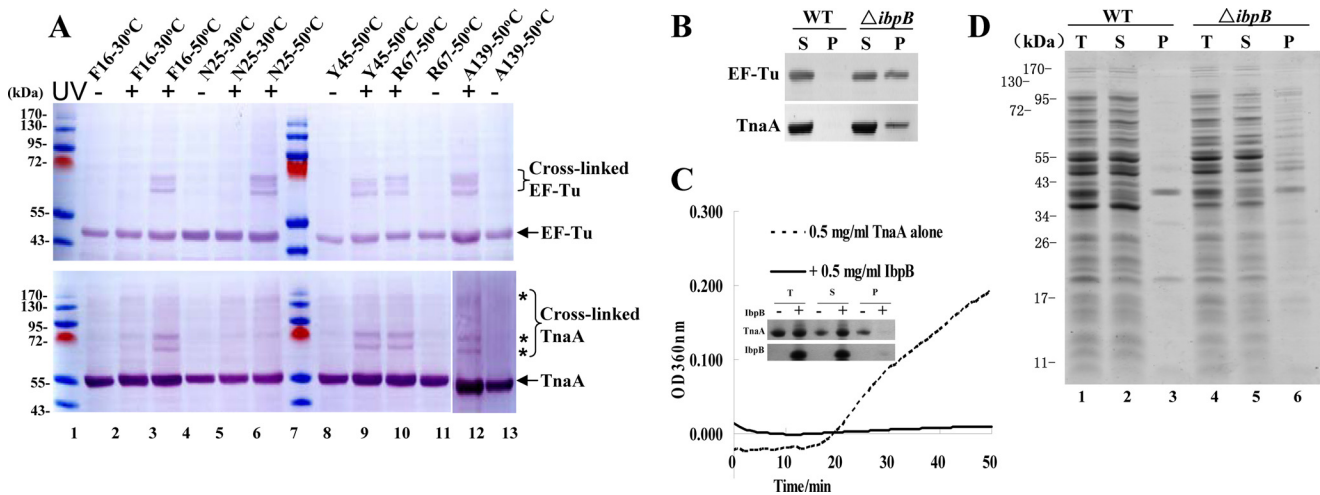 A
F16-30ºC
F16-30ºC
F16-50ºC
N25-30ºC
N25-30ºC
N25-50ºC
Y45-50ºC
Y45-50ºC
R67-50ºC
R67-50ºC
A139-50ºC
A139-50ºC
(kDa) UV - + + - + + - + + - + -
170-
130-
95-
72-
55-
43-
Cross-linked
EF-Tu
EF-Tu
170-
130-
95-
72-
55-
43-
*
*
*
Cross-linked
TnaA
TnaA
1 2 3 4 5 6 7 8 9 10 11 12 13
B
WT △ibpB
S P S P
EF-Tu
TnaA
C
0.300
0.200
0.100
0.000
OD360nm
0.5 mg/ml TnaA alone
+ 0.5 mg/ml IbpB
T S P
IbpB - + - + - +
TnaA
IbpB
0 10 20 30 40 50
Time/min
D
WT △ibpB
(kDa) T S P T S P
170-
130-
95-
72-
55-
43-
34-
26-
17-
11-
1 2 3 4 5 6